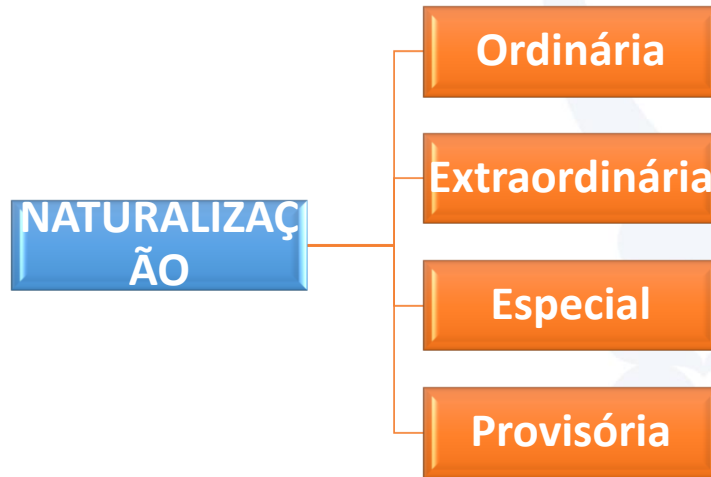 NATURALIZAÇ
ÃO
Ordinária
Extraordinária
Especial
Provisória